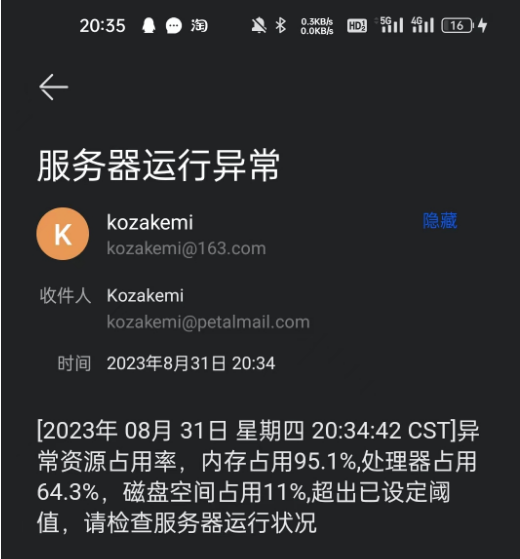 20:35 淘 0.3KB/s 0.0KB/s HD 5G 4G 16
服务器运行异常
K kozakemi 隐藏
kozakemi@163.com
收件人 Kozakemi
kozakemi@petalmail.com
时间 2023年8月31日 20:34
[2023年 08月 31日 星期四 20:34:42 CST]异
常资源占用率，内存占用95.1%,处理器占用
64.3%，磁盘空间占用11%,超出已设定阈
值，请检查服务器运行状况